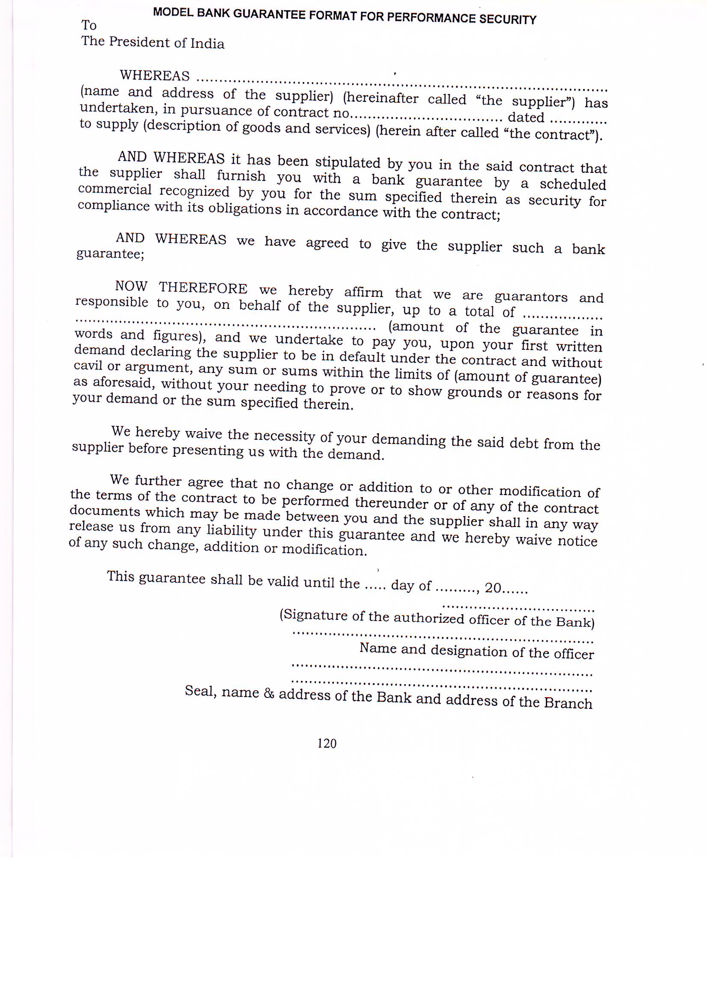 MODEL BANK GUARANTEE FORMAT FOR PERFORMANCE SECURITY
To
The President of India
WHEREAS ..........................................................................................
(name and address of the supplier) (hereinafter called “the supplier”) has
undertaken, in pursuance of contract no.................................. dated .............
to supply (description of goods and services) (herein after called “the contract”).
AND WHEREAS it has been stipulated by you in the said contract that
the supplier shall furnish you with a bank guarantee by a scheduled
commercial recognized by you for the sum specified therein as security for
compliance with its obligations in accordance with the contract;
AND WHEREAS we have agreed to give the supplier such a bank
guarantee;
NOW THEREFORE we hereby affirm that we are guarantors and
responsible to you, on behalf of the supplier, up to a total of ..................
.................................................................. (amount of the guarantee in
words and figures), and we undertake to pay you, upon your first written
demand declaring the supplier to be in default under the contract and without
cavil or argument, any sum or sums within the limits of (amount of guarantee)
as aforesaid, without your needing to prove or to show grounds or reasons for
your demand or the sum specified therein.
We hereby waive the necessity of your demanding the said debt from the
supplier before presenting us with the demand.
We further agree that no change or addition to or other modification of
the terms of the contract to be performed thereunder or of any of the contract
documents which may be made between you and the supplier shall in any way
release us from any liability under this guarantee and we hereby waive notice
of any such change, addition or modification.
This guarantee shall be valid until the ..... day of ........., 20......
..................................
(Signature of the authorized officer of the Bank)
..................................................................
Name and designation of the officer
..................................................................
..................................................................
Seal, name & address of the Bank and address of the Branch
120